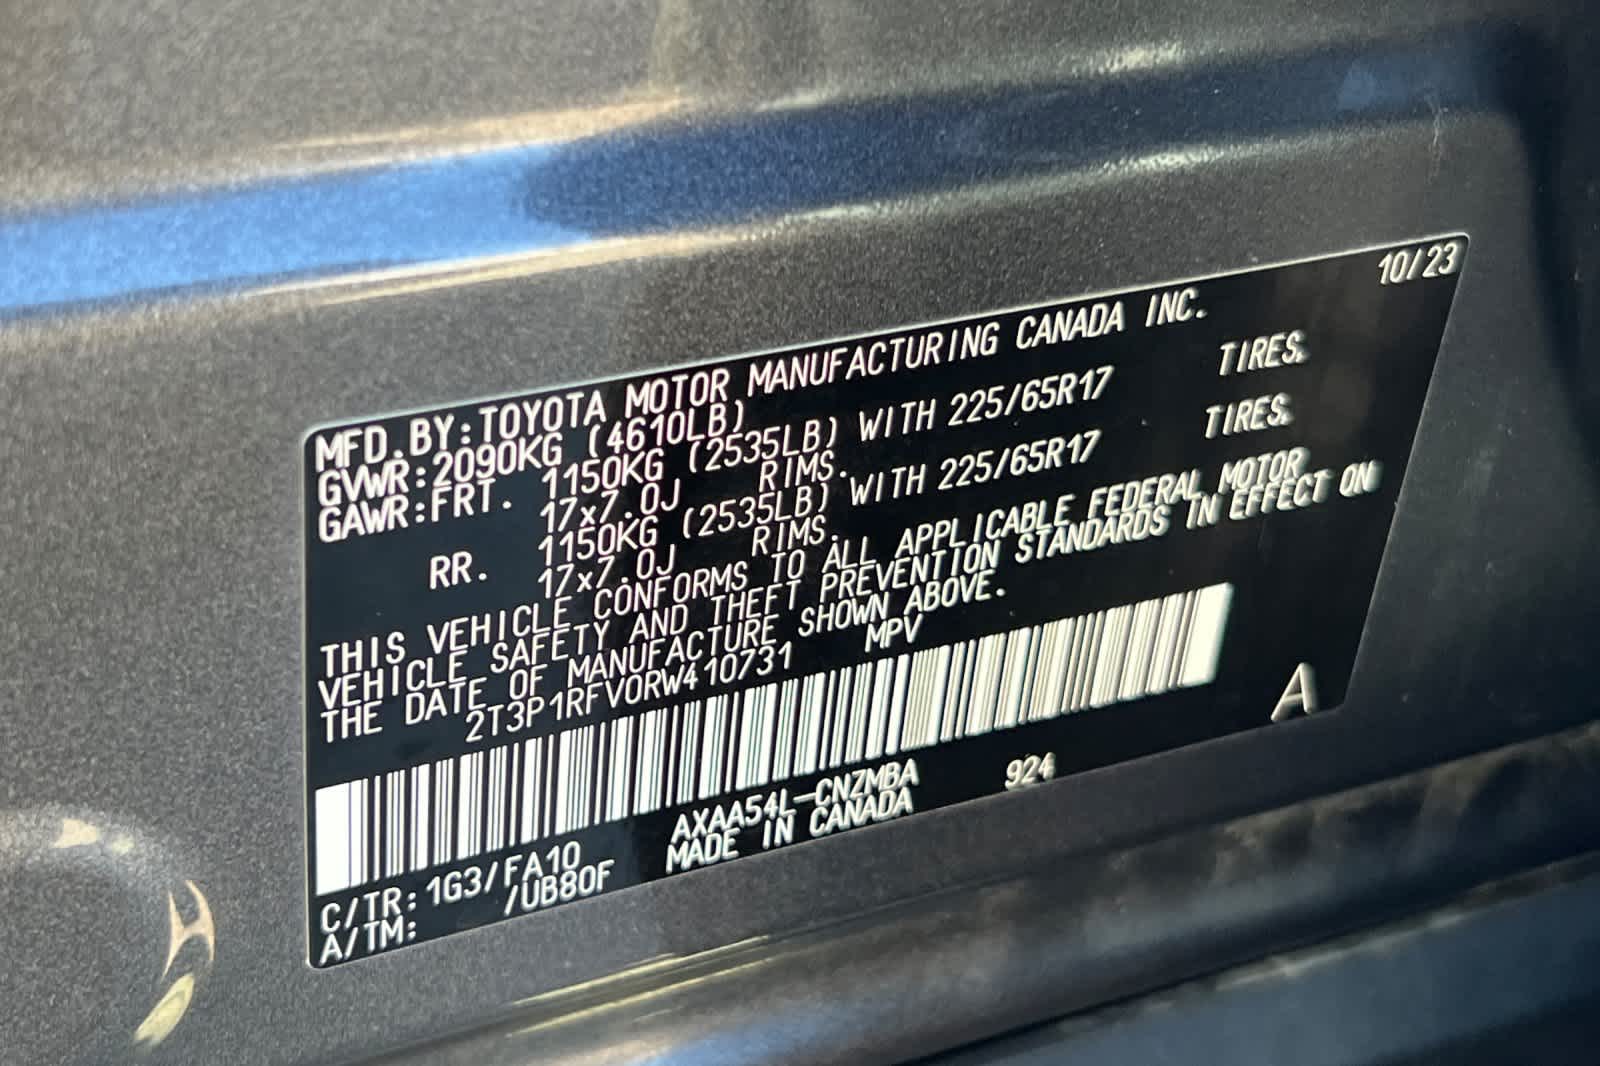 10/23
MFD.BY:TOYOTA MOTOR MANUFACTURING CANADA INC.
GVWR:2090KG (4610LB)
GAWR:FRT. 1150KG (2535LB) WITH 225/65R17 TIRES.
17x7.0J RIMS.
RR. 1150KG (2535LB) WITH 225/65R17 TIRES.
17x7.0J RIMS.
THIS VEHICLE CONFORMS TO ALL APPLICABLE FEDERAL MOTOR
VEHICLE SAFETY AND THEFT PREVENTION STANDARDS IN EFFECT ON
THE DATE OF MANUFACTURE SHOWN ABOVE.
2T3P1RFV0RW410731 MPV
A
C/TR:1G3/FA10 AXAA54L-CNZMBA 924
A/TM: /UB80F MADE IN CANADA